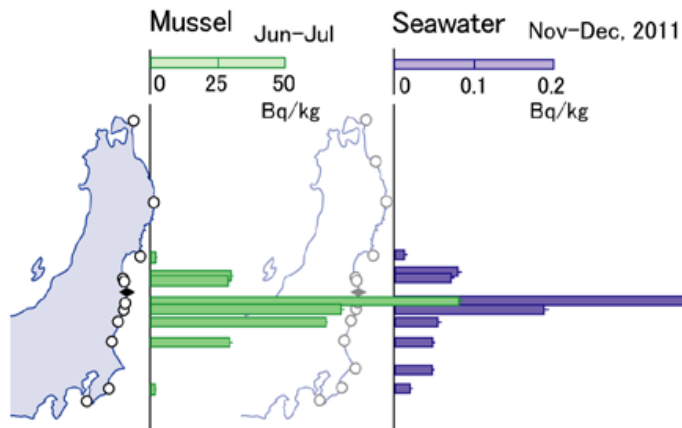 Mussel
Jun-Jul
0 25 50
Bq/kg
Seawater
Nov-Dec, 2011
0 0.1 0.2
Bq/kg